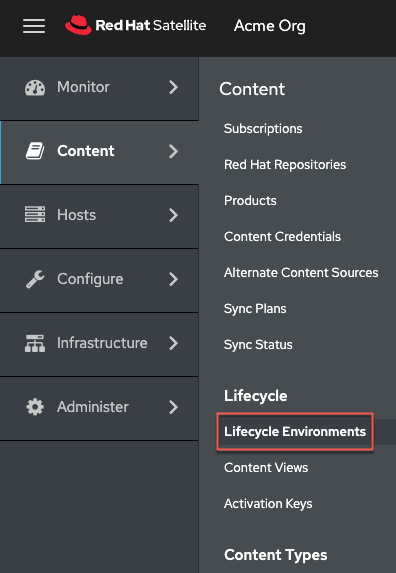 Red Hat Satellite Acme Org
Monitor
Content
Hosts
Configure
Infrastructure
Administer
Content
Subscriptions
Red Hat Repositories
Products
Content Credentials
Alternate Content Sources
Sync Plans
Sync Status
Lifecycle
Lifecycle Environments
Content Views
Activation Keys
Content Types